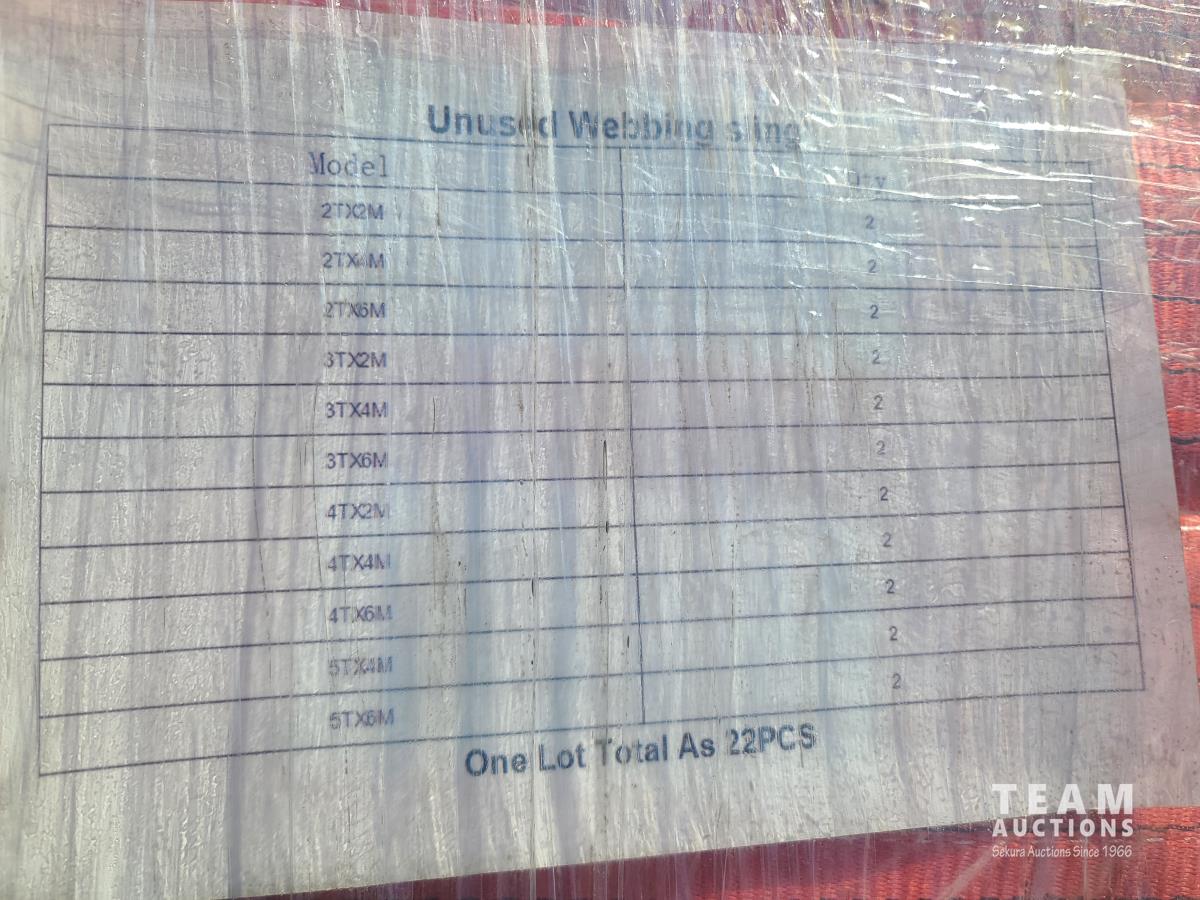 Unused Webbing sling
Model Qty
2TX2M 2
2TX4M 2
2TX6M 2
3TX2M 2
3TX4M 2
3TX6M 2
4TX2M 2
4TX4M 2
4TX6M 2
5TX4M 2
5TX6M 2
One Lot Total As 22PCS
TEAM
AUCTIONS
Sekura Auctions Since 1966